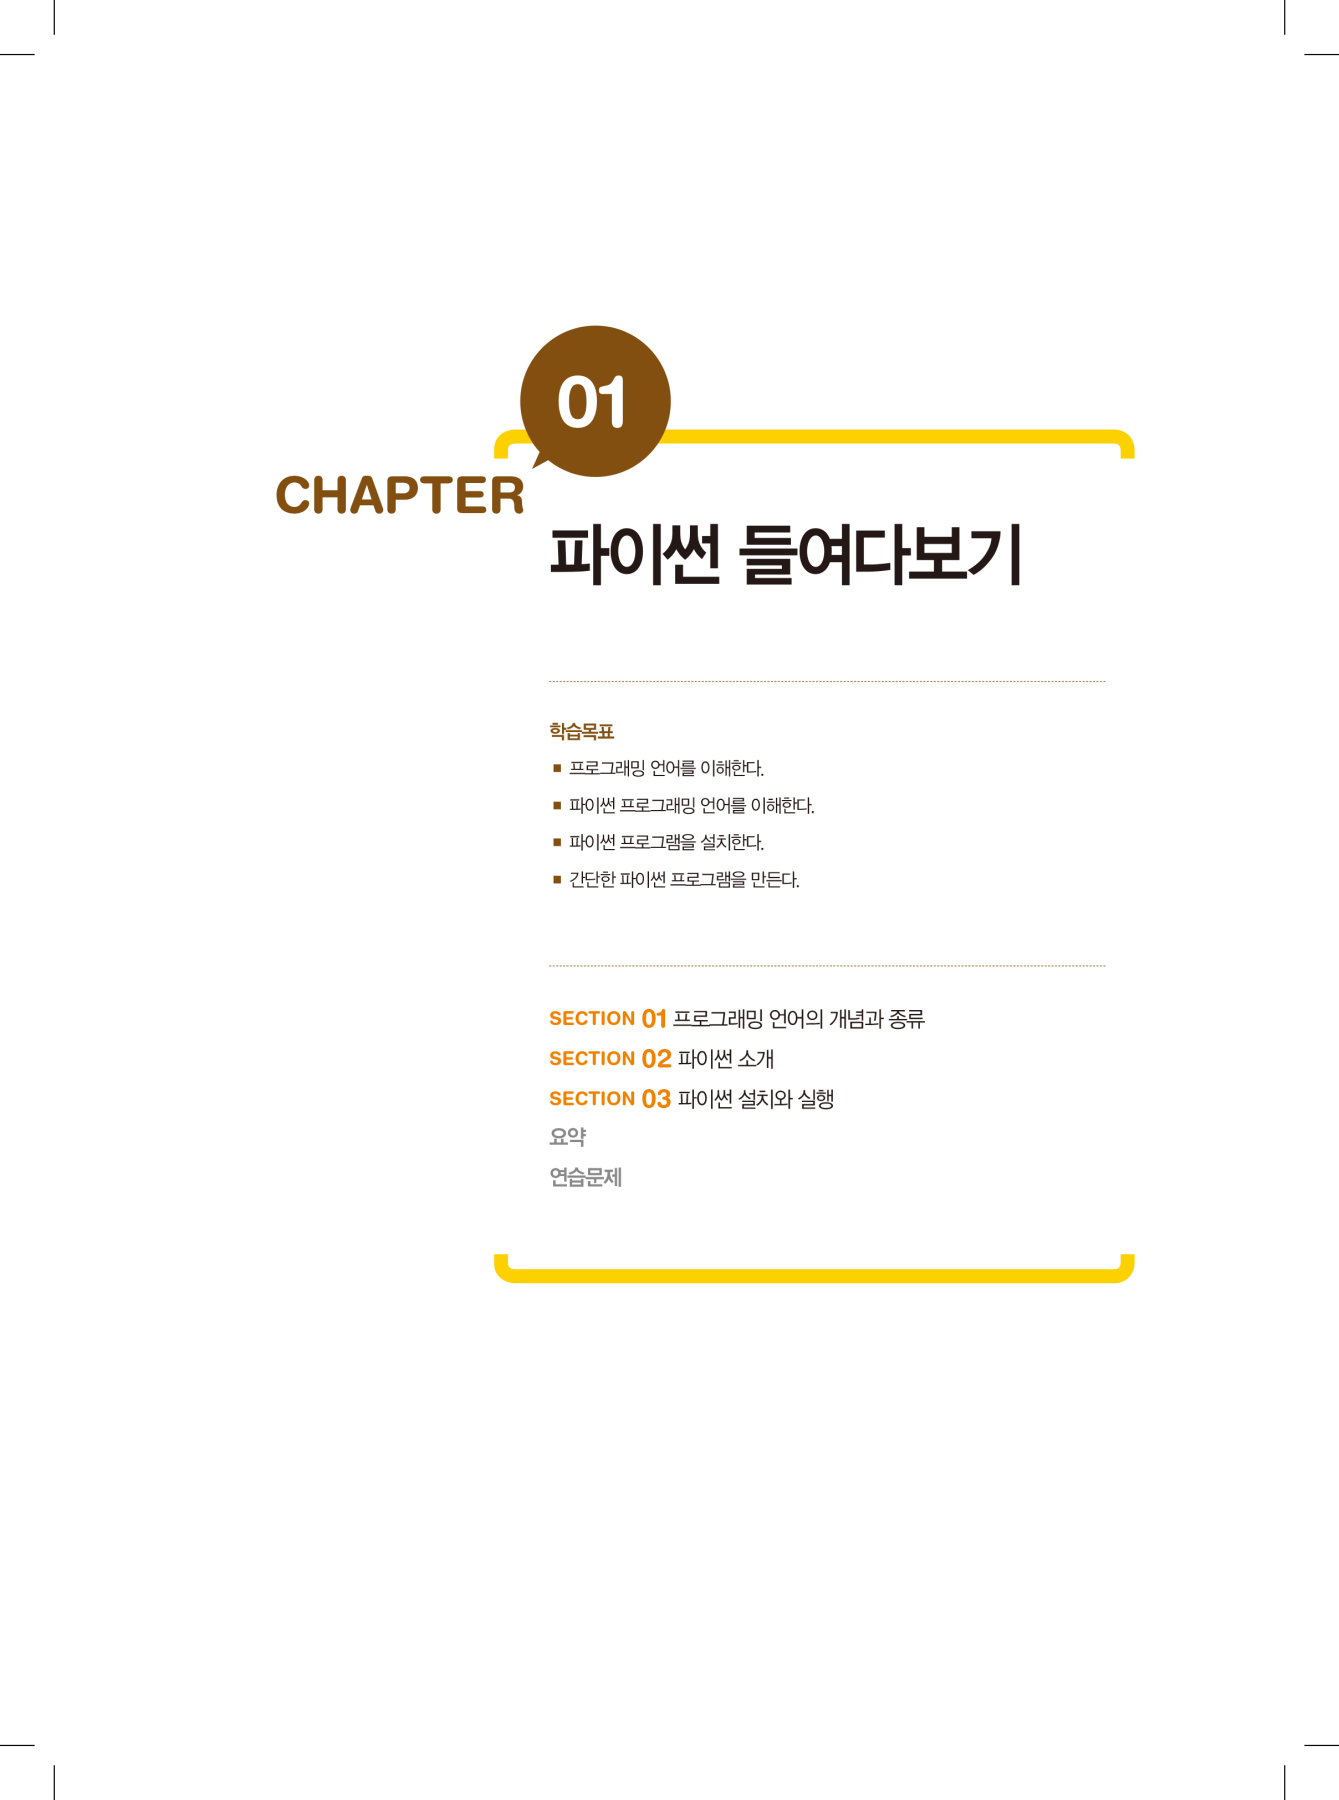 01
CHAPTER
파이썬 들여다보기
학습목표
■ 프로그래밍 언어를 이해한다.
■ 파이썬 프로그래밍 언어를 이해한다.
■ 파이썬 프로그램을 설치한다.
■ 간단한 파이썬 프로그램을 만든다.
SECTION 01 프로그래밍 언어의 개념과 종류
SECTION 02 파이썬 소개
SECTION 03 파이썬 설치와 실행
요약
연습문제